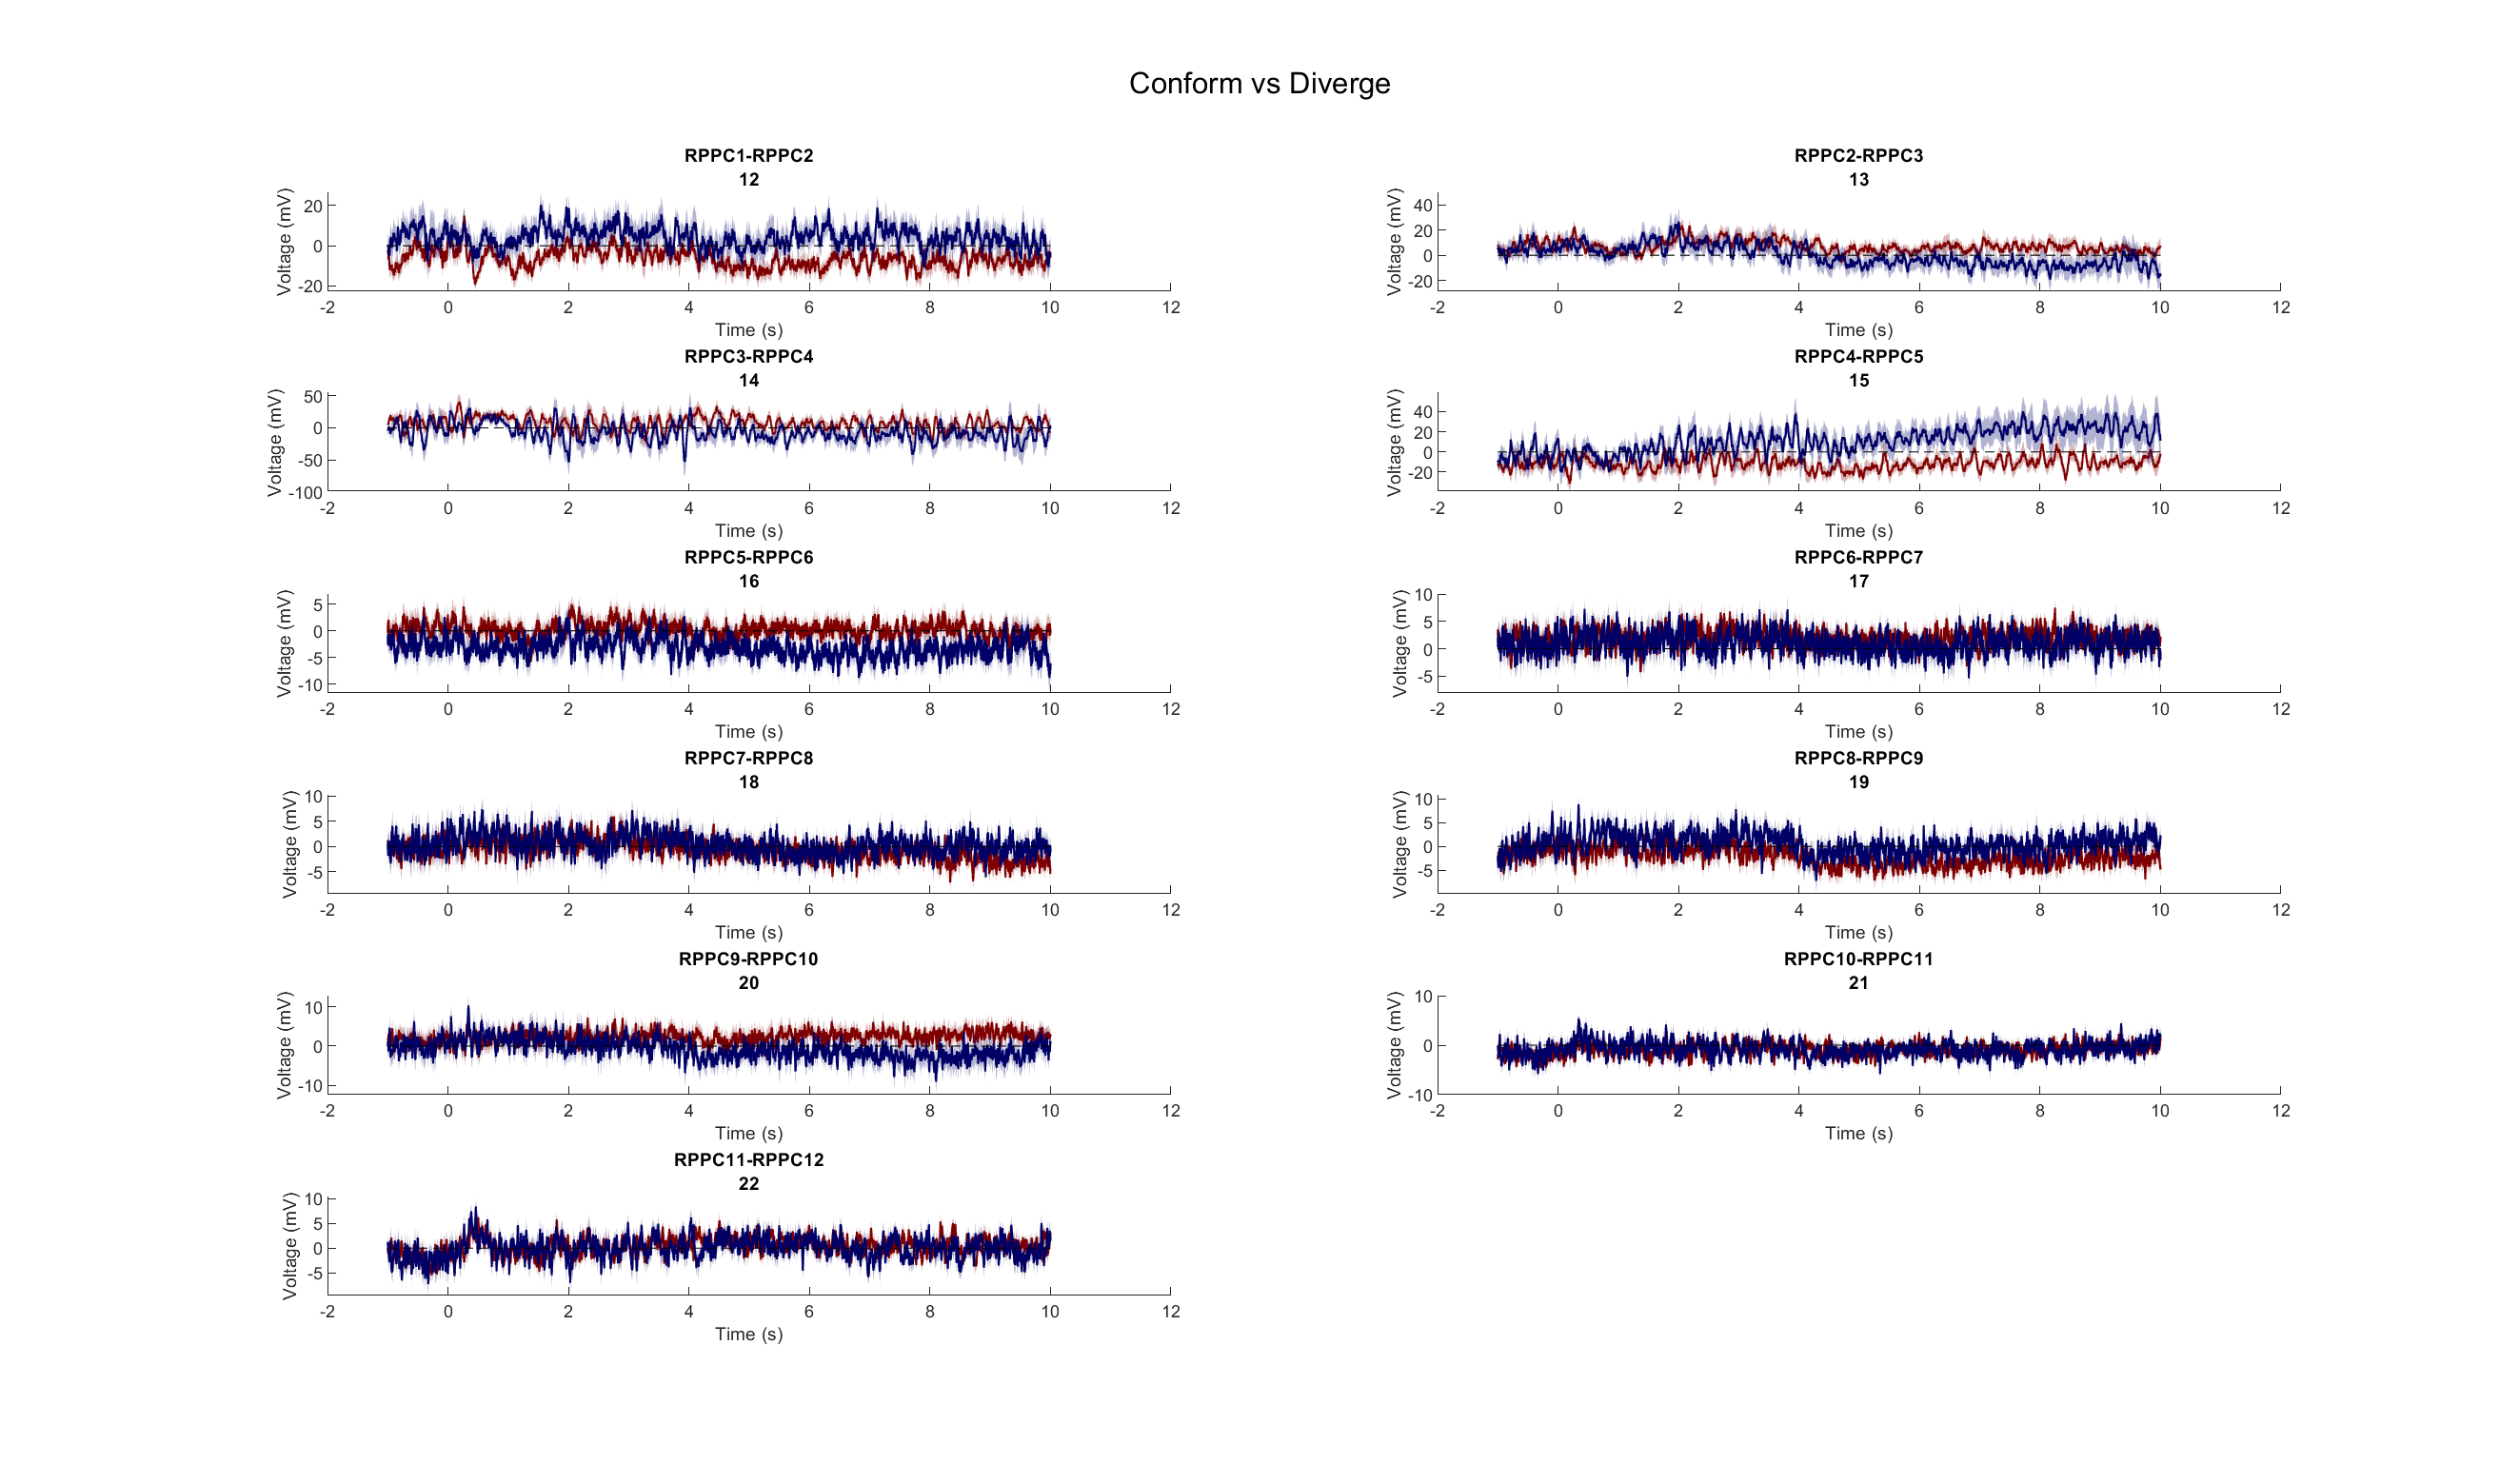 Conform vs Diverge
RPPC1-RPPC2
12
20
0
-20
Voltage (mV)
-2 0 2 4 6 8 10 12
Time (s)
RPPC2-RPPC3
13
40
20
0
-20
Voltage (mV)
-2 0 2 4 6 8 10 12
Time (s)
RPPC3-RPPC4
14
50
0
-50
-100
Voltage (mV)
-2 0 2 4 6 8 10 12
Time (s)
RPPC4-RPPC5
15
40
20
0
-20
Voltage (mV)
-2 0 2 4 6 8 10 12
Time (s)
RPPC5-RPPC6
16
5
0
-5
-10
Voltage (mV)
-2 0 2 4 6 8 10 12
Time (s)
RPPC6-RPPC7
17
10
5
0
-5
Voltage (mV)
-2 0 2 4 6 8 10 12
Time (s)
RPPC7-RPPC8
18
10
5
0
-5
Voltage (mV)
-2 0 2 4 6 8 10 12
Time (s)
RPPC8-RPPC9
19
10
5
0
-5
Voltage (mV)
-2 0 2 4 6 8 10 12
Time (s)
RPPC9-RPPC10
20
10
0
-10
Voltage (mV)
-2 0 2 4 6 8 10 12
Time (s)
RPPC10-RPPC11
21
10
0
-10
Voltage (mV)
-2 0 2 4 6 8 10 12
Time (s)
RPPC11-RPPC12
22
10
5
0
-5
Voltage (mV)
-2 0 2 4 6 8 10 12
Time (s)